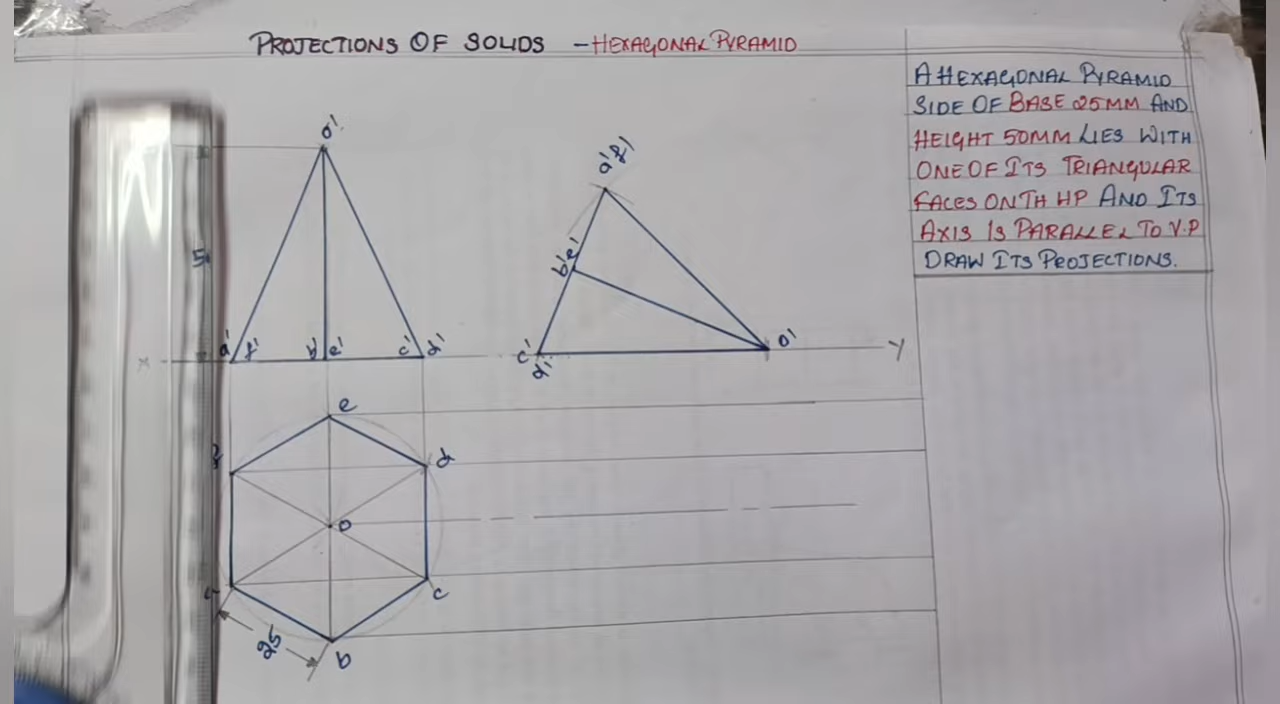 PROJECTIONS OF SOLIDS - HEXAGONAL PYRAMID
A HEXAGONAL PYRAMID
SIDE OF BASE 25MM AND
HEIGHT 50MM LIES WITH
ONE OF ITS TRIANGULAR
FACES ON TH HP AND ITS
AXIS IS PARALLEL TO V.P
DRAW ITS PROJECTIONS.
o'
a' f')
b' e'
5
a' f' b' e' c' d'
c' o'
d'
X
Y
e
f d
o
c
25
b